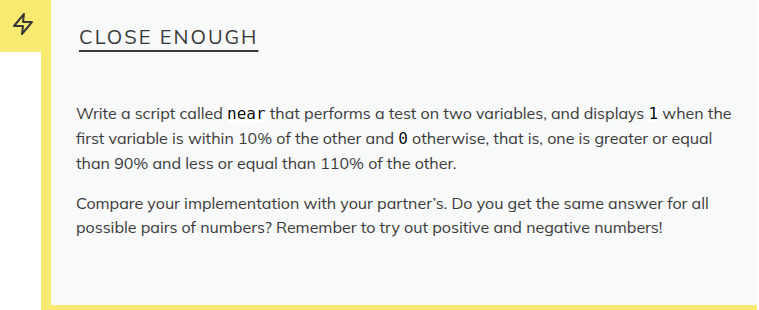 CLOSE ENOUGH
Write a script called near that performs a test on two variables, and displays 1 when the
first variable is within 10% of the other and 0 otherwise, that is, one is greater or equal
than 90% and less or equal than 110% of the other.
Compare your implementation with your partner's. Do you get the same answer for all
possible pairs of numbers? Remember to try out positive and negative numbers!